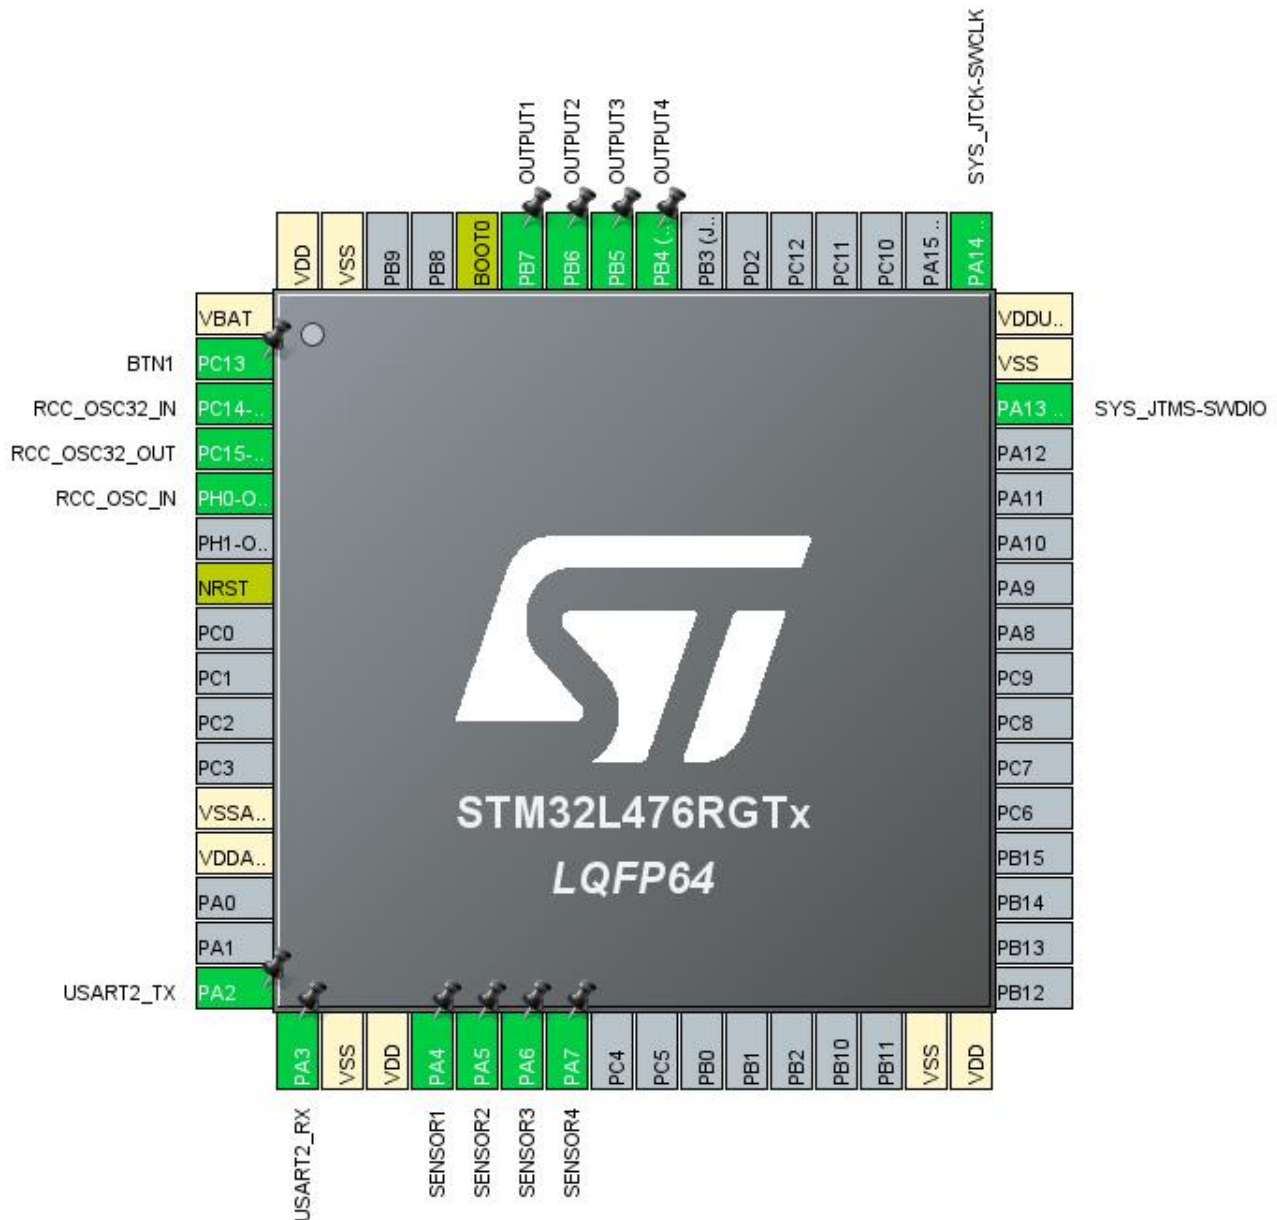 SYS_JTCK-SWCLK
OUTPUT1
OUTPUT2
OUTPUT3
OUTPUT4
VDD
VSS
PB9
PB8
BOOT0
PB7
PB6
PB5
PB4 (..
PB3 (J..
PD2
PC12
PC11
PC10
PA15 ..
PA14 ..
VBAT
BTN1 PC13
RCC_OSC32_IN PC14-..
RCC_OSC32_OUT PC15-..
RCC_OSC_IN PH0-O..
PH1-O..
NRST
PC0
PC1
PC2
PC3
VSSA..
VDDA..
PA0
PA1
USART2_TX PA2
VDDU..
VSS
PA13 .. SYS_JTMS-SWDIO
PA12
PA11
PA10
PA9
PA8
PC9
PC8
PC7
PC6
PB15
PB14
PB13
PB12
STM32L476RGTx
LQFP64
PA3
VSS
VDD
PA4
PA5
PA6
PA7
PC4
PC5
PB0
PB1
PB2
PB10
PB11
VSS
VDD
USART2_RX
SENSOR1
SENSOR2
SENSOR3
SENSOR4